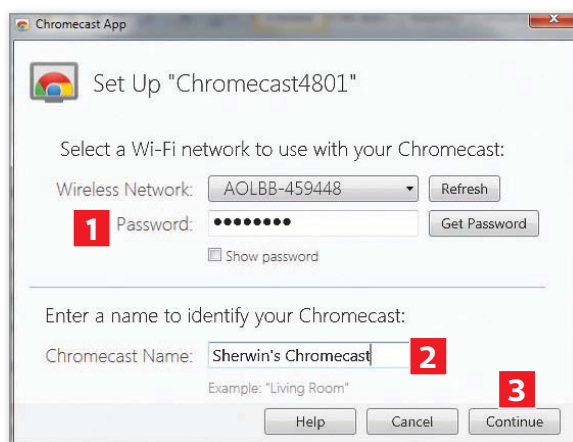 Chromecast App
Set Up "Chromecast4801"
Select a Wi-Fi network to use with your Chromecast:
Wireless Network: AOLBB-459448 Refresh
1 Password: •••••••• Get Password
Show password
Enter a name to identify your Chromecast:
Chromecast Name: Sherwin's Chromecast 2
Example: "Living Room"
3
Help Cancel Continue